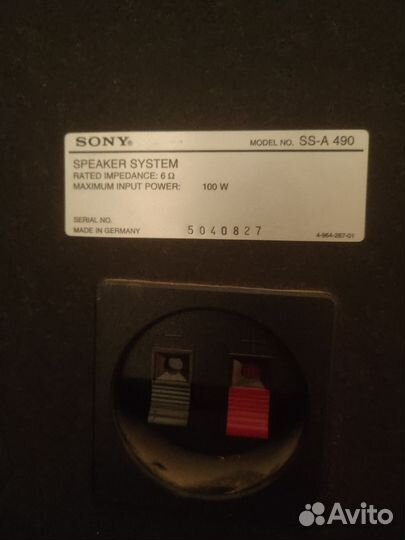 SONY® MODEL NO. SS-A 490
SPEAKER SYSTEM
RATED IMPEDANCE: 6 Ω
MAXIMUM INPUT POWER: 100 W
SERIAL NO.
MADE IN GERMANY 5040827 4-964-287-01
Avito